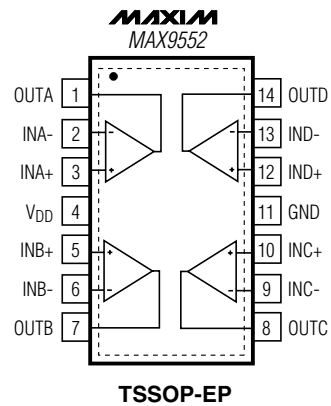 MAXIM
MAX9552
OUTA 1 14 OUTD
INA- 2 13 IND-
INA+ 3 12 IND+
VDD 4 11 GND
INB+ 5 10 INC+
INB- 6 9 INC-
OUTB 7 8 OUTC
TSSOP-EP